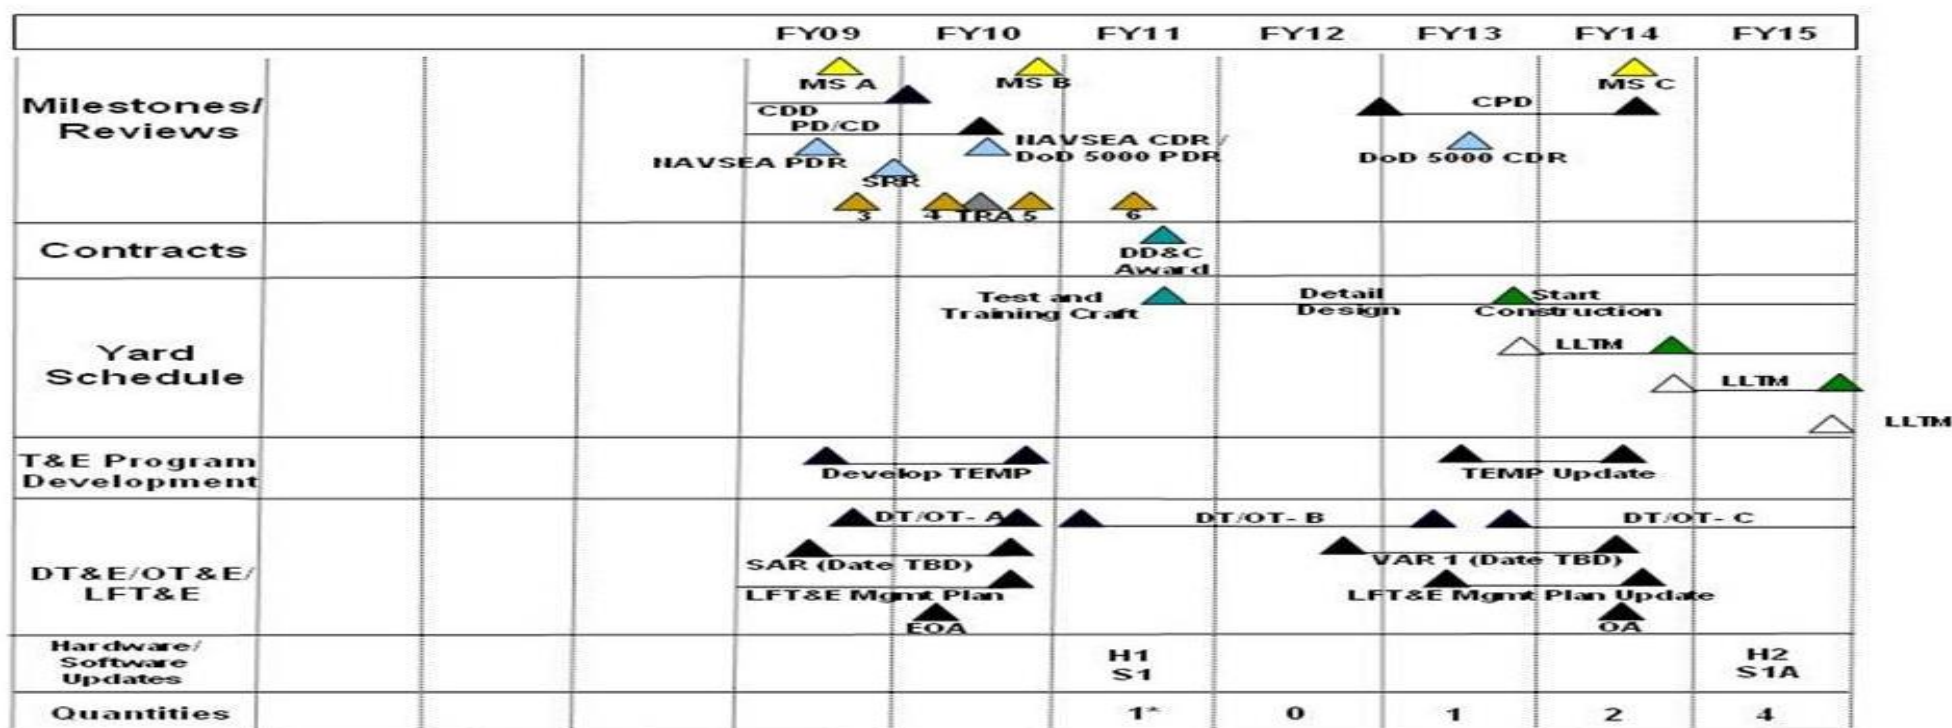 FY09 FY10 FY11 FY12 FY13 FY14 FY15
Milestones/
Reviews
MS A
MS B
MS C
CDD
CPD
PD/CD
NAVSEA PDR
NAVSEA CDR /
DoD 5000 PDR
DoD 5000 CDR
SRR
3 4 TRA 5 6
Contracts
DD&C
Award
Yard
Schedule
Test and
Training Craft
Detail
Design
Start
Construction
LLTM
LLTM
LLTM
T&E Program
Development
Develop TEMP
TEMP Update
DT&E/OT&E/
LFT&E
DT/OT- A
DT/OT- B
DT/OT- C
SAR (Date TBD)
VAR 1 (Date TBD)
LFT&E Mgmt Plan
LFT&E Mgmt Plan Update
EOA
OA
Hardware/
Software
Updates
H1
S1
H2
S1A
Quantities 1* 0 1 2 4